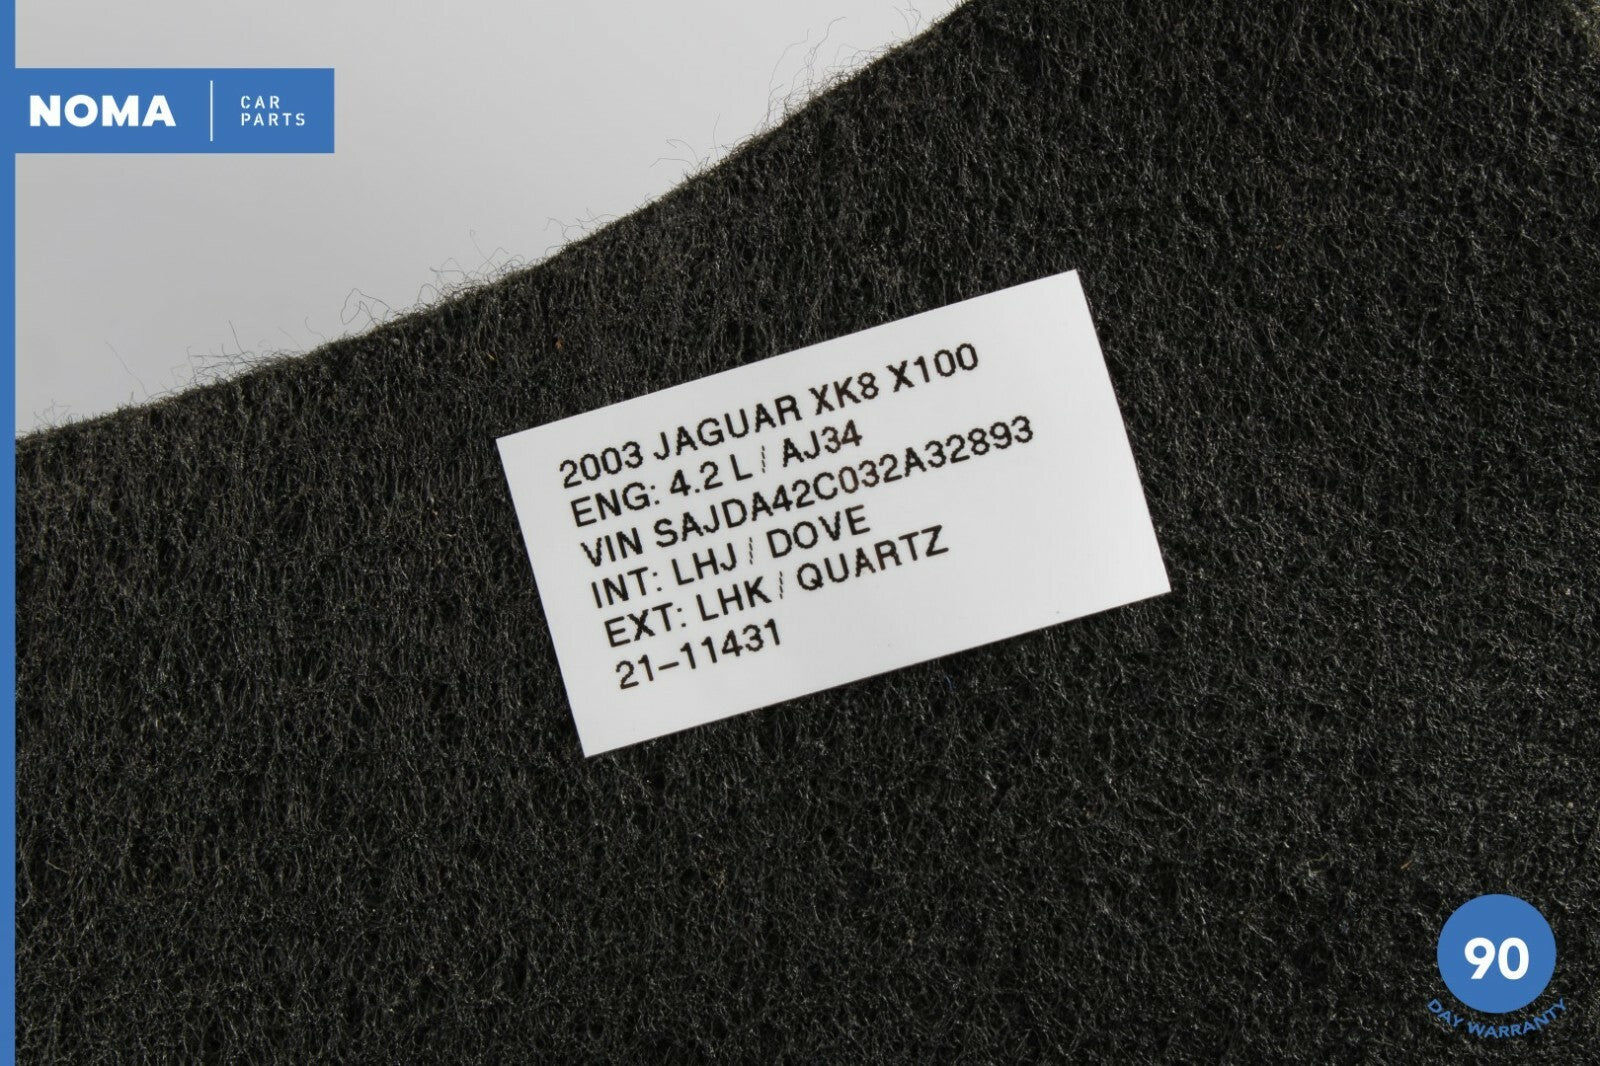 NOMA
CAR
PARTS
2003 JAGUAR XK8 X100
ENG: 4.2 L | AJ34
VIN SAJDA42C032A32893
INT: LHJ | DOVE
EXT: LHK | QUARTZ
21-11431
90
DAY WARRANTY